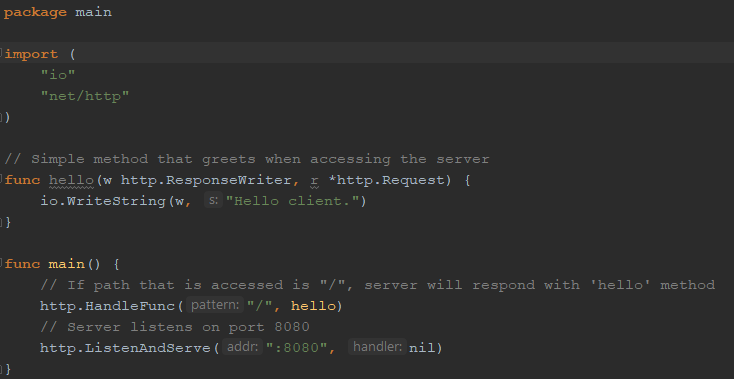 package main
import (
"io"
"net/http"
)
// Simple method that greets when accessing the server
func hello(w http.ResponseWriter, r *http.Request) {
io.WriteString(w, s: "Hello client.")
}
func main() {
// If path that is accessed is "/", server will respond with 'hello' method
http.HandleFunc( pattern: "/", hello)
// Server listens on port 8080
http.ListenAndServe( addr: ":8080", handler: nil)
}